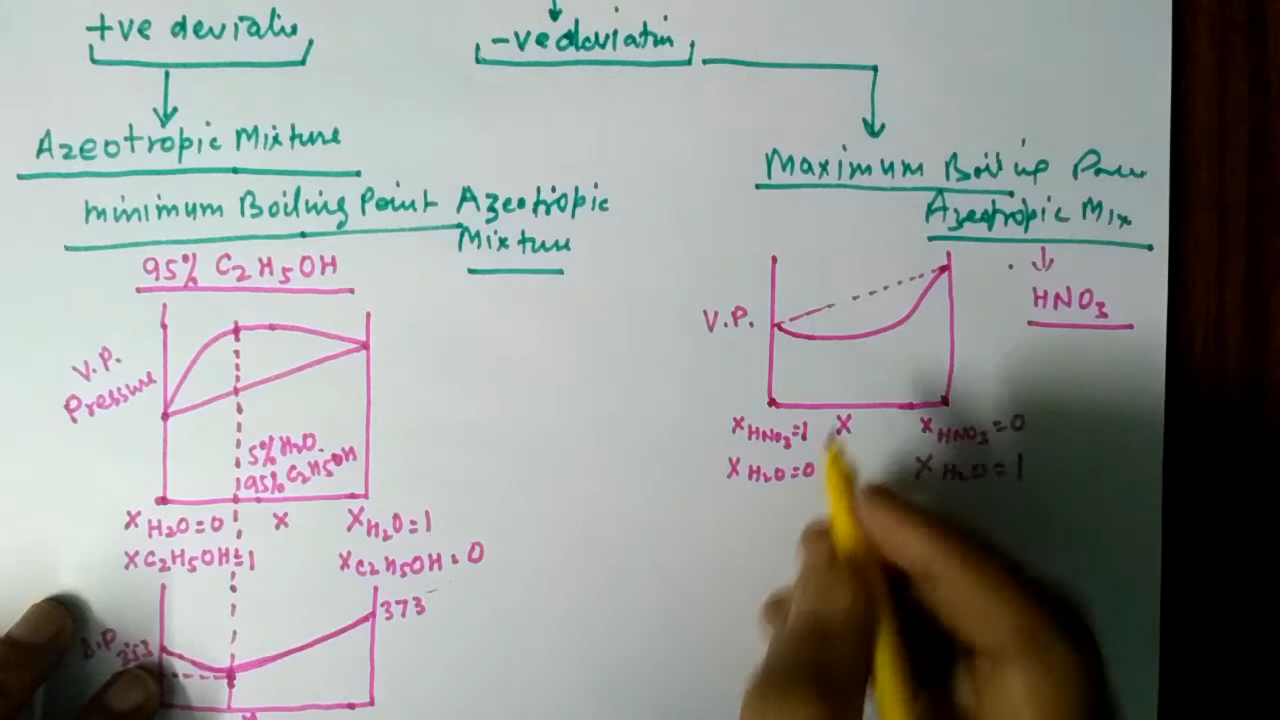 +ve deviatio
-ve deviation
Azeotropic Mixture
Minimum Boiling Point Azeotropic
Mixture
95% C2H5OH
V.P.
Pressure
5% H2O
95% C2H5OH
XH2O=0 X XH2O=1
XC2H5OH=1 XC2H5OH=0
B.P
353
373
Maximum Boiling
Azeotropic Mix
HNO3
V.P.
XHNO3=1 X XHNO3=0
XH2O=0 XH2O=1